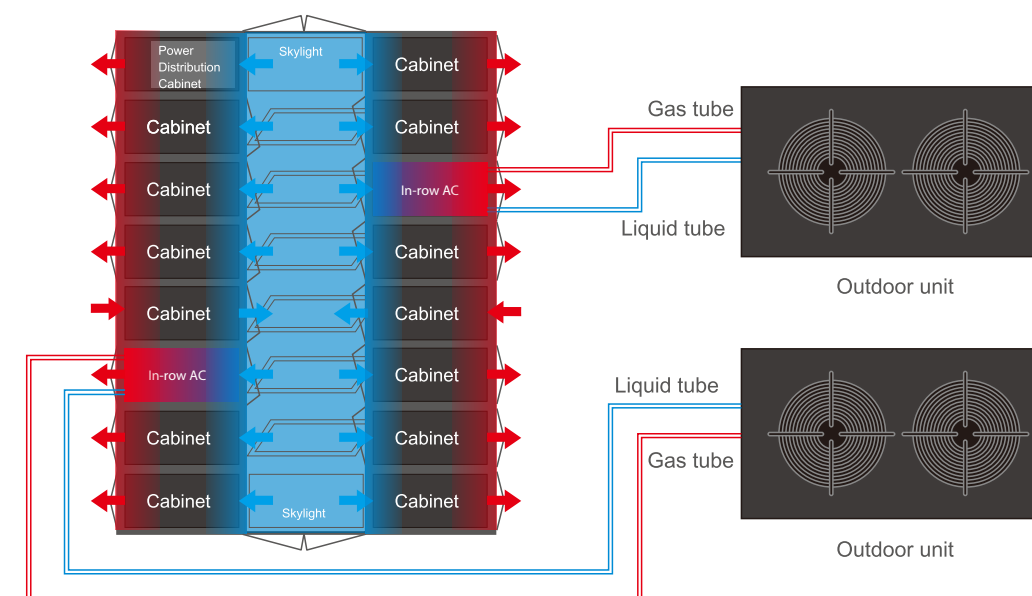 Power
Distribution
Cabinet
Skylight
Cabinet
Cabinet
Cabinet
Cabinet
In-row AC
Cabinet
Cabinet
Cabinet
Cabinet
In-row AC
Cabinet
Cabinet
Cabinet
Cabinet
Skylight
Cabinet
Gas tube
Liquid tube
Outdoor unit
Liquid tube
Gas tube
Outdoor unit